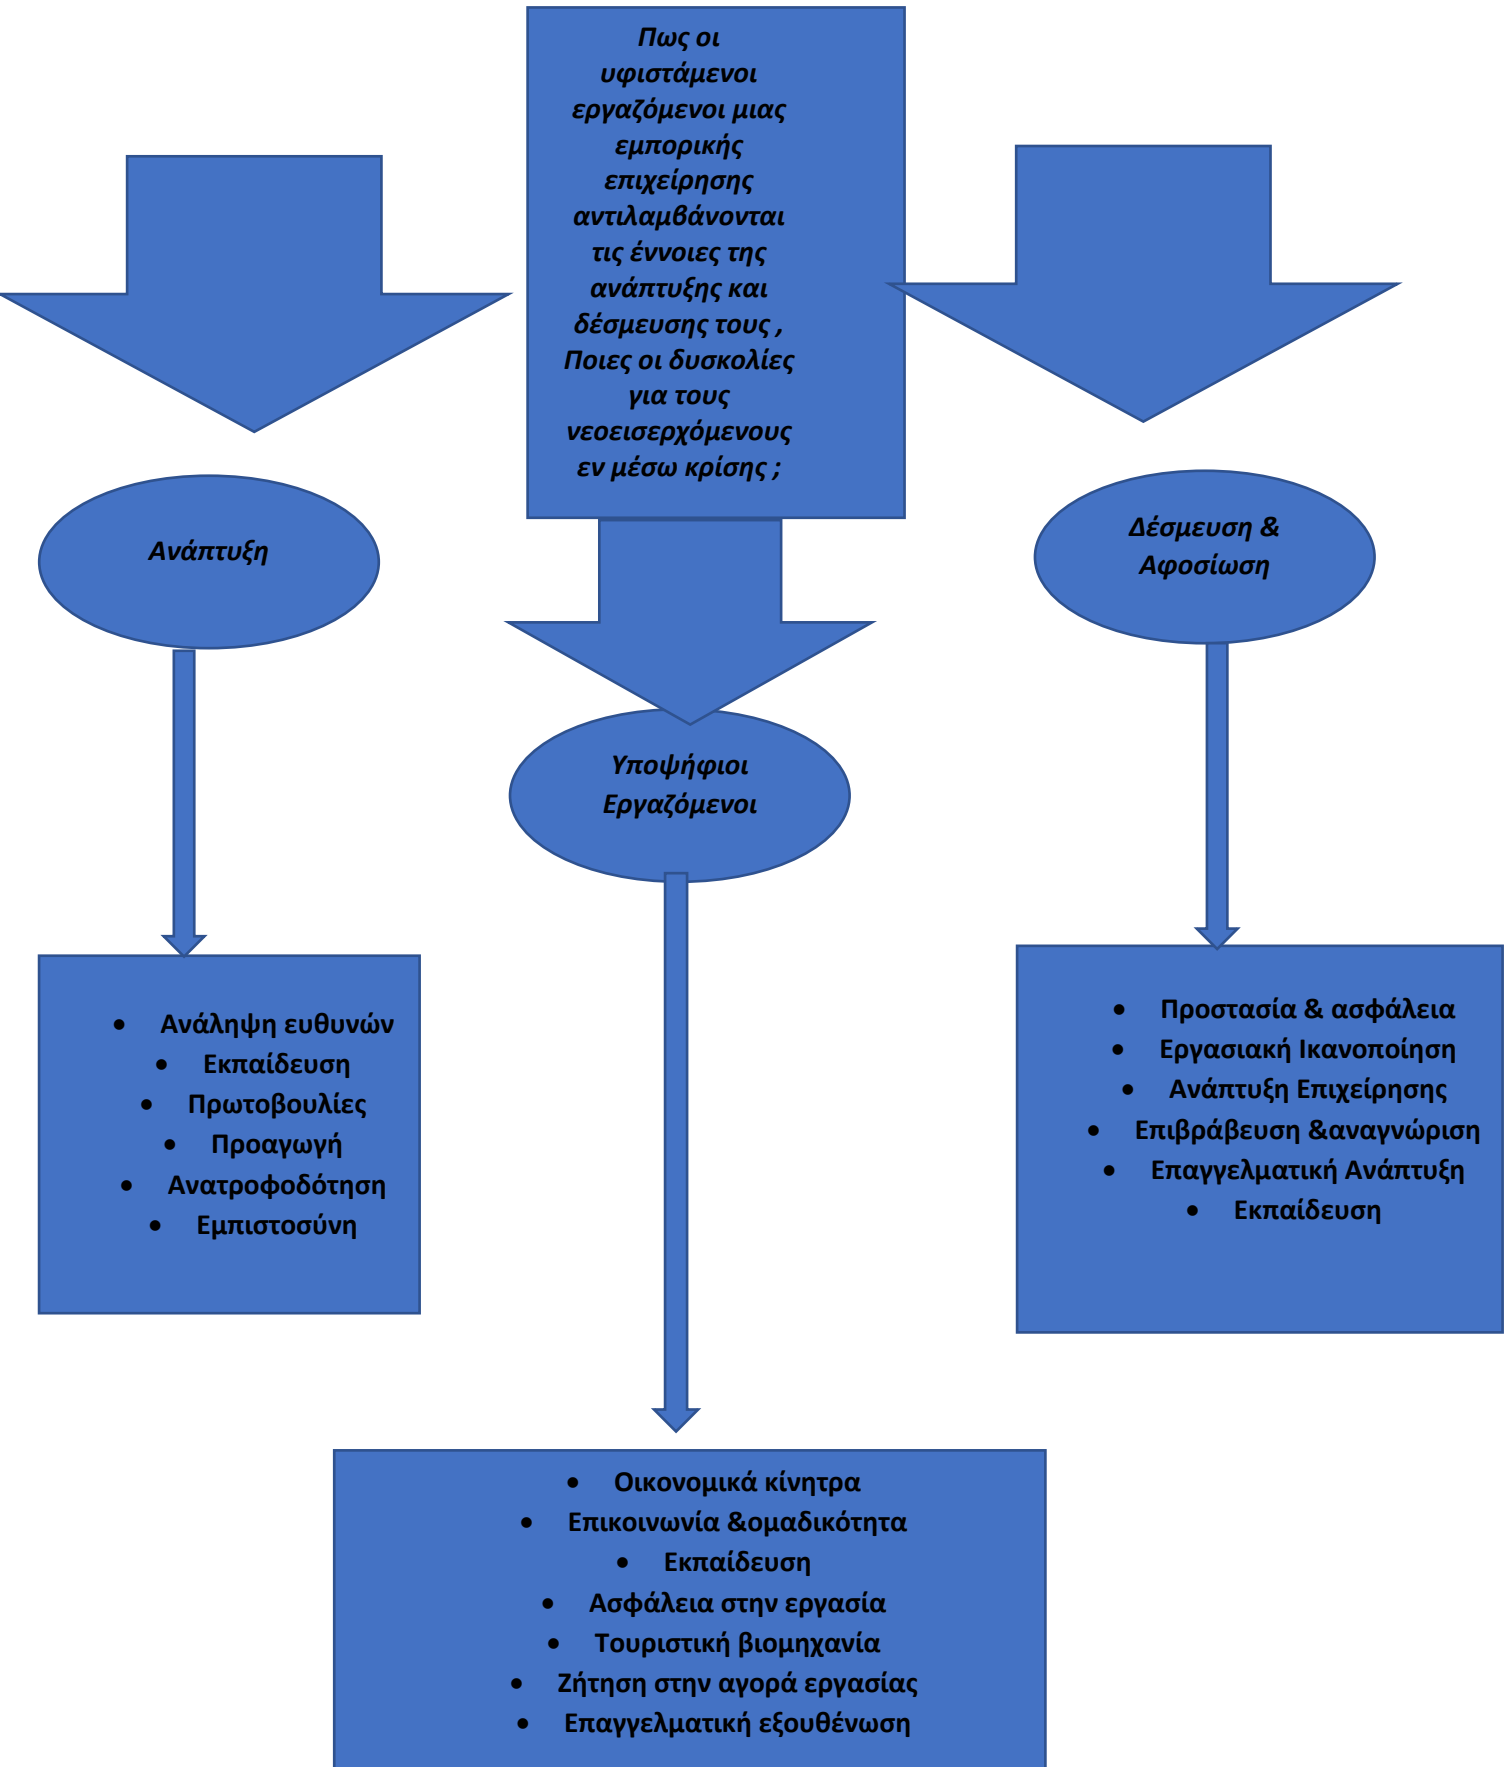 Πως οι
υφιστάμενοι
εργαζόμενοι μιας
εμπορικής
επιχείρησης
αντιλαμβάνονται
τις έννοιες της
ανάπτυξης και
δέσμευσης τους ,
Ποιες οι δυσκολίες
για τους
νεοεισερχόμενους
εν μέσω κρίσης ;
Ανάπτυξη
Δέσμευση &
Αφοσίωση
Υποψήφιοι
Εργαζόμενοι
• Ανάληψη ευθυνών
• Εκπαίδευση
• Πρωτοβουλίες
• Προαγωγή
• Ανατροφοδότηση
• Εμπιστοσύνη
• Προστασία & ασφάλεια
• Εργασιακή Ικανοποίηση
• Ανάπτυξη Επιχείρησης
• Επιβράβευση &αναγνώριση
• Επαγγελματική Ανάπτυξη
• Εκπαίδευση
• Οικονομικά κίνητρα
• Επικοινωνία &ομαδικότητα
• Εκπαίδευση
• Ασφάλεια στην εργασία
• Τουριστική βιομηχανία
• Ζήτηση στην αγορά εργασίας
• Επαγγελματική εξουθένωση